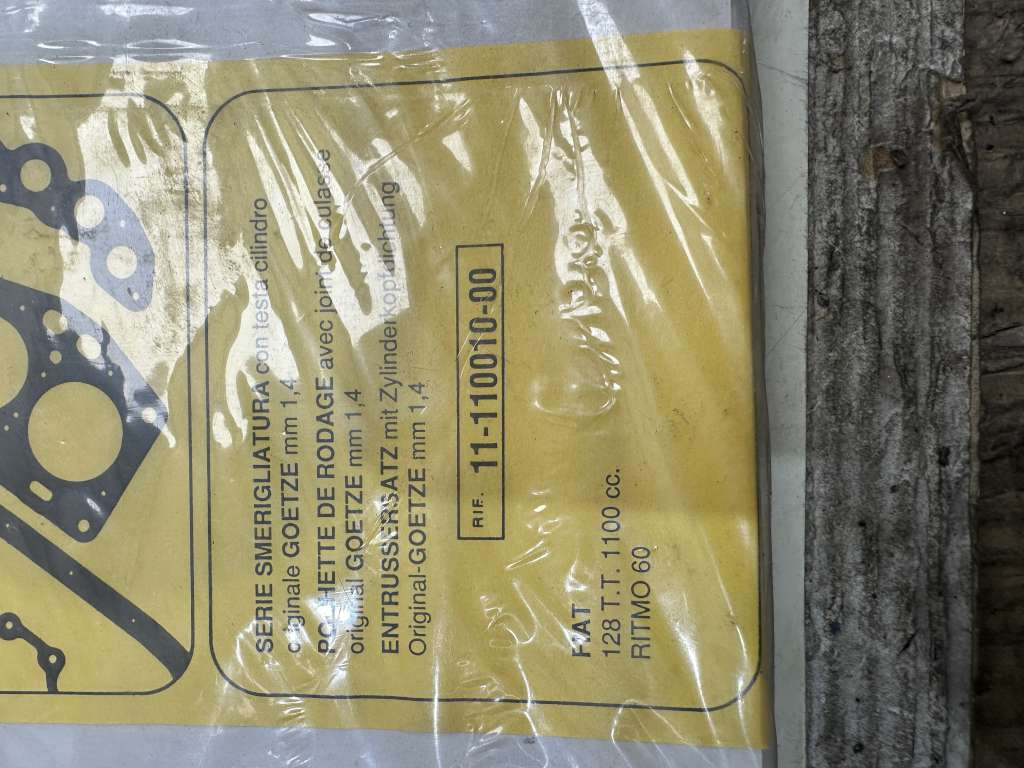 SERIE SMERIGLIATURA con testa cilindro
originale GOETZE mm 1,4
POCHETTE DE RODAGE avec joint de culasse
original GOETZE mm 1,4
ENTRUSSERSATZ mit Zylinderkopfdichung
Original-GOETZE mm 1,4
RIF. 11-110010-00
FIAT
128 T.T. 1100 cc.
RITMO 60